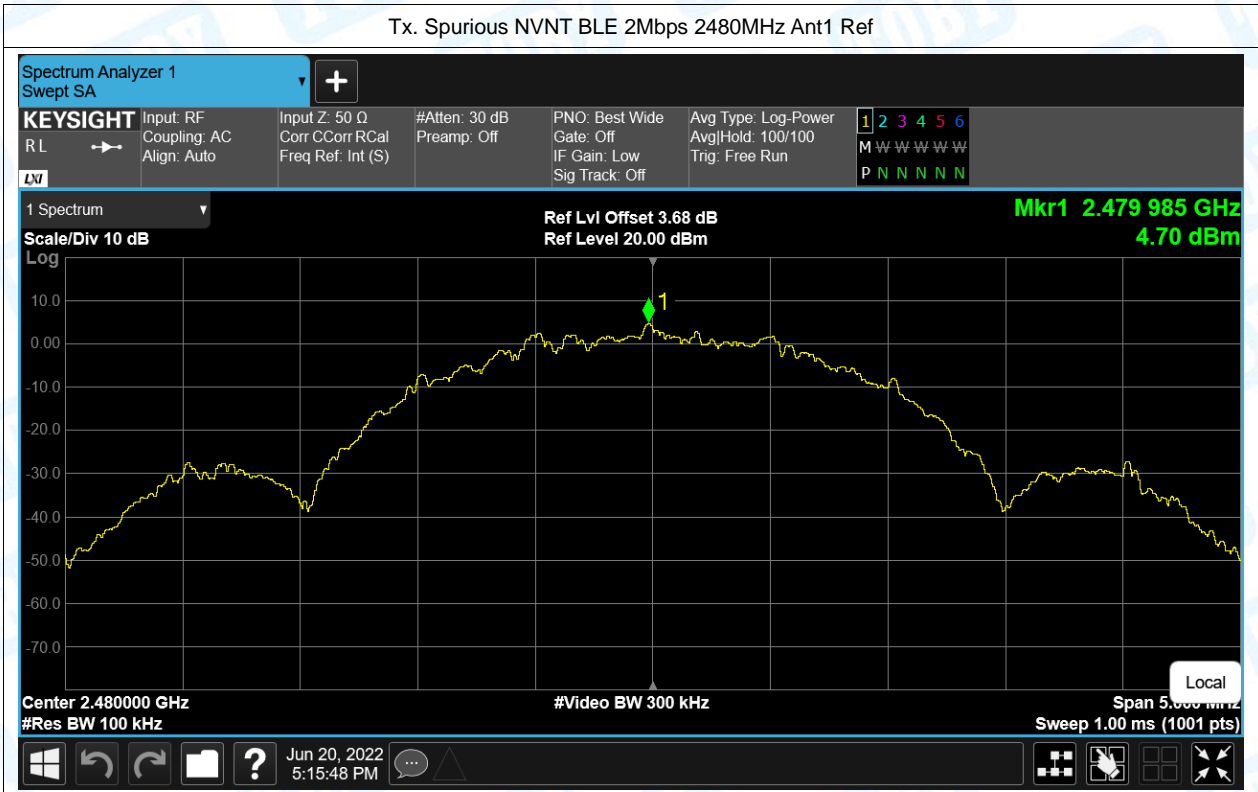 Tx. Spurious NVNT BLE 2Mbps 2480MHz Ant1 Ref
Spectrum Analyzer 1
Swept SA
+
KEYSIGHT
RL
LXI
Input: RF
Coupling: AC
Align: Auto
Input Z: 50 Ω
Corr CCorr RCal
Freq Ref: Int (S)
#Atten: 30 dB
Preamp: Off
PNO: Best Wide
Gate: Off
IF Gain: Low
Sig Track: Off
Avg Type: Log-Power
Avg|Hold: 100/100
Trig: Free Run
1 2 3 4 5 6
M W W W W W W
P N N N N N N
1 Spectrum
Scale/Div 10 dB
Ref Lvl Offset 3.68 dB
Ref Level 20.00 dBm
Mkr1 2.479 985 GHz
4.70 dBm
Log
1
10.0
0.00
-10.0
-20.0
-30.0
-40.0
-50.0
-60.0
-70.0
Local
Center 2.480000 GHz
#Video BW 300 kHz
Span 5.000 MHz
#Res BW 100 kHz
Sweep 1.00 ms (1001 pts)
?
Jun 20, 2022
5:15:48 PM